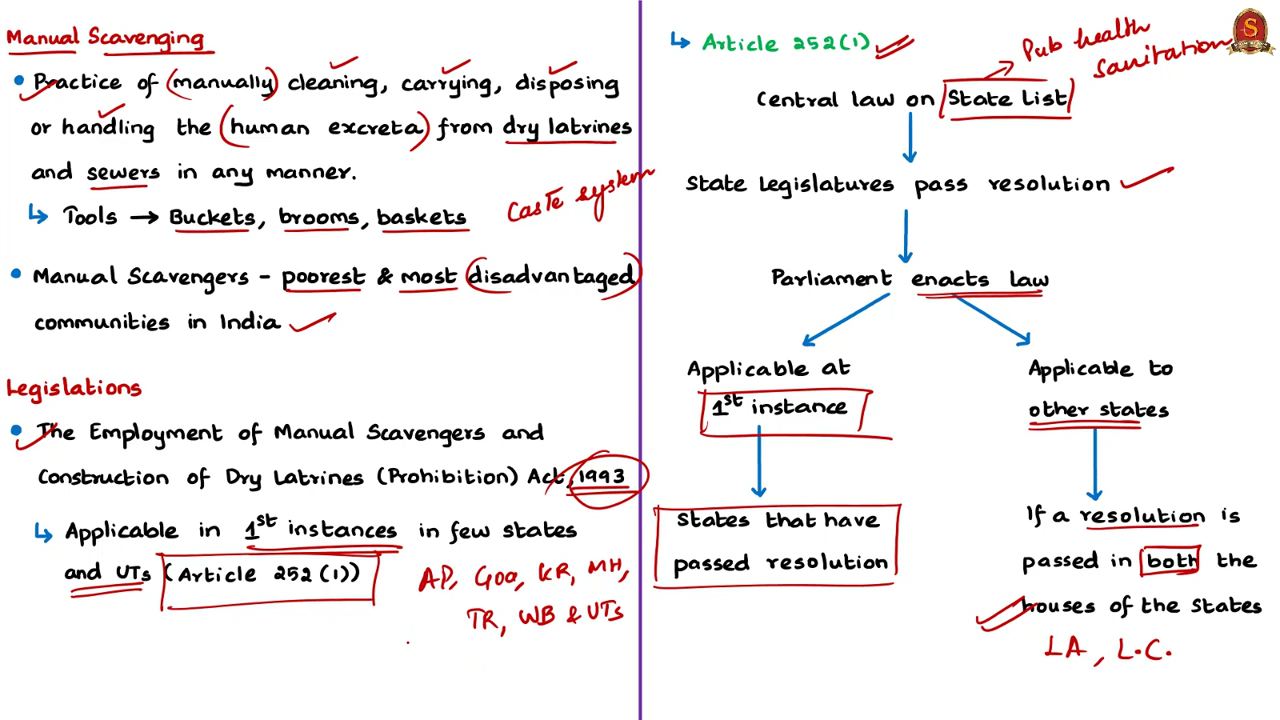 Manual Scavenging
• Practice of (manually) cleaning, carrying, disposing
or handling the (human excreta) from dry latrines
and sewers in any manner.
↳ Tools → Buckets, brooms, baskets
Caste system
• Manual Scavengers - poorest & most (disadvantaged)
communities in India
Legislations
• The Employment of Manual Scavengers and
Construction of Dry Latrines (Prohibition) Act, 1993
↳ Applicable in 1st instances in few states
and UTs (Article 252 (1))
AP, Goa, KR, MH,
TR, WB & UTs
↳ Article 252(1)
Pub health
sanitation
Central law on State List
State Legislatures pass resolution
Parliament enacts law
Applicable at
1st instance
States that have
passed resolution
Applicable to
other states
If a resolution is
passed in both the
houses of the states
LA, L.C.